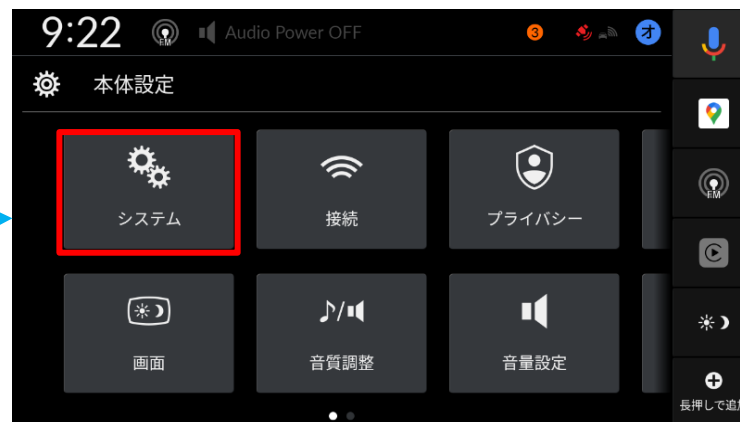 9:22 FM Audio Power OFF 3 オ
本体設定
システム 接続 プライバシー
FM
画面 音質調整 音量設定
長押しで追加